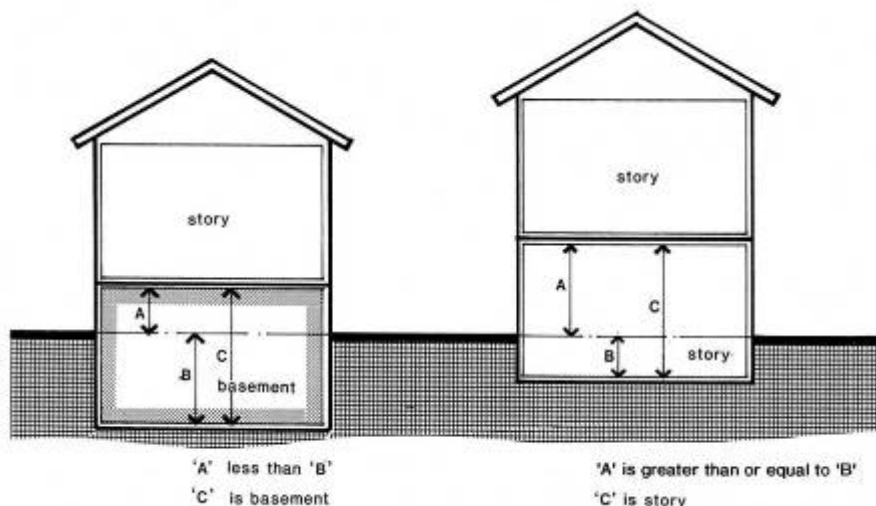 story
story
A
B
C
basement
A
B
C
story
'A' less than 'B'
'C' is basement
'A' is greater than or equal to 'B'
'C' is story